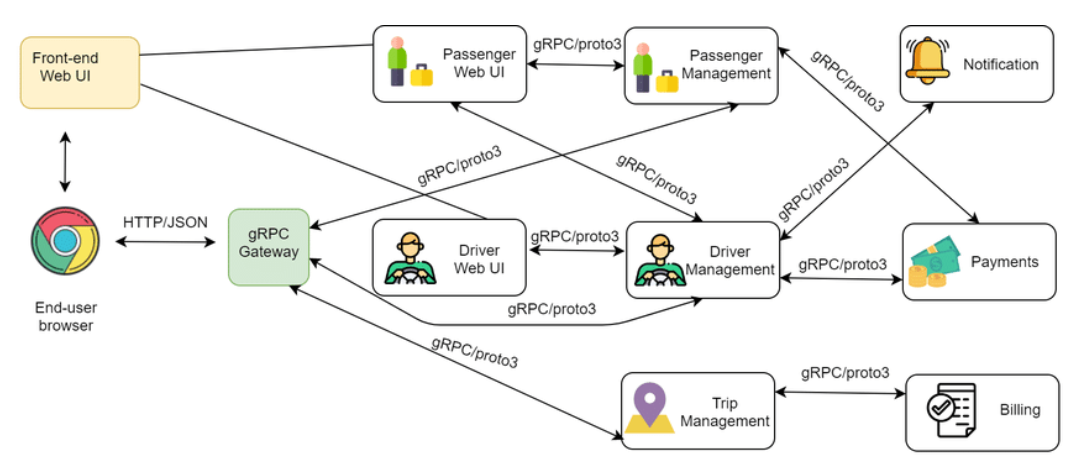 Front-end
Web UI
Passenger
Web UI
gRPC/proto3
Passenger
Management
gRPC/proto3
Notification
gRPC/proto3
gRPC/proto3
gRPC/proto3
HTTP/JSON
gRPC
Gateway
Driver
Web UI
gRPC/proto3
Driver
Management
gRPC/proto3
Payments
End-user
browser
gRPC/proto3
gRPC/proto3
Trip
Management
gRPC/proto3
Billing